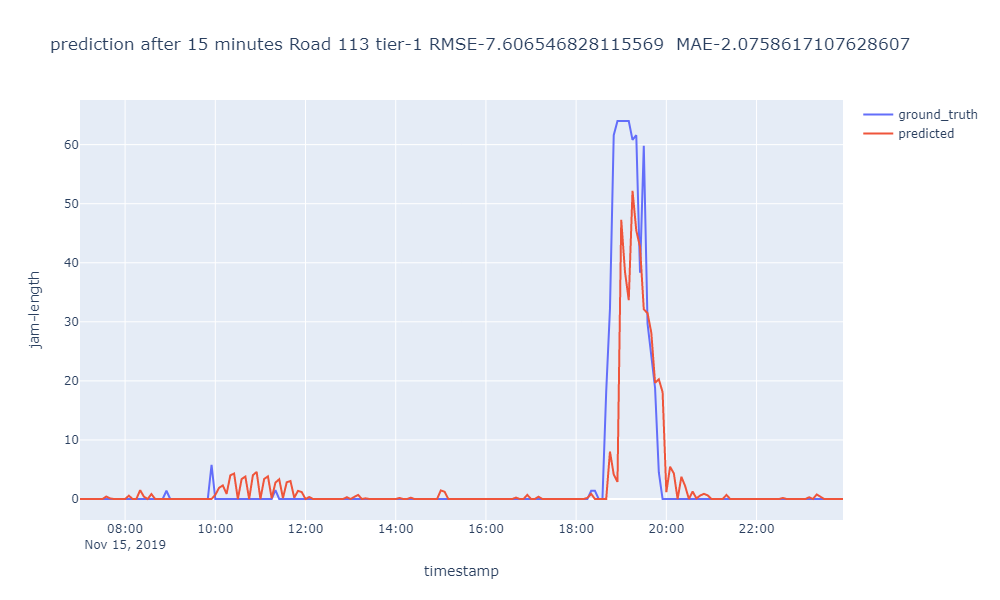 prediction after 15 minutes Road 113 tier-1 RMSE-7.606546828115569  MAE-2.0758617107628607
ground_truth
predicted
60
50
40
30
20
10
0
jam-length
08:00 10:00 12:00 14:00 16:00 18:00 20:00 22:00
Nov 15, 2019
timestamp